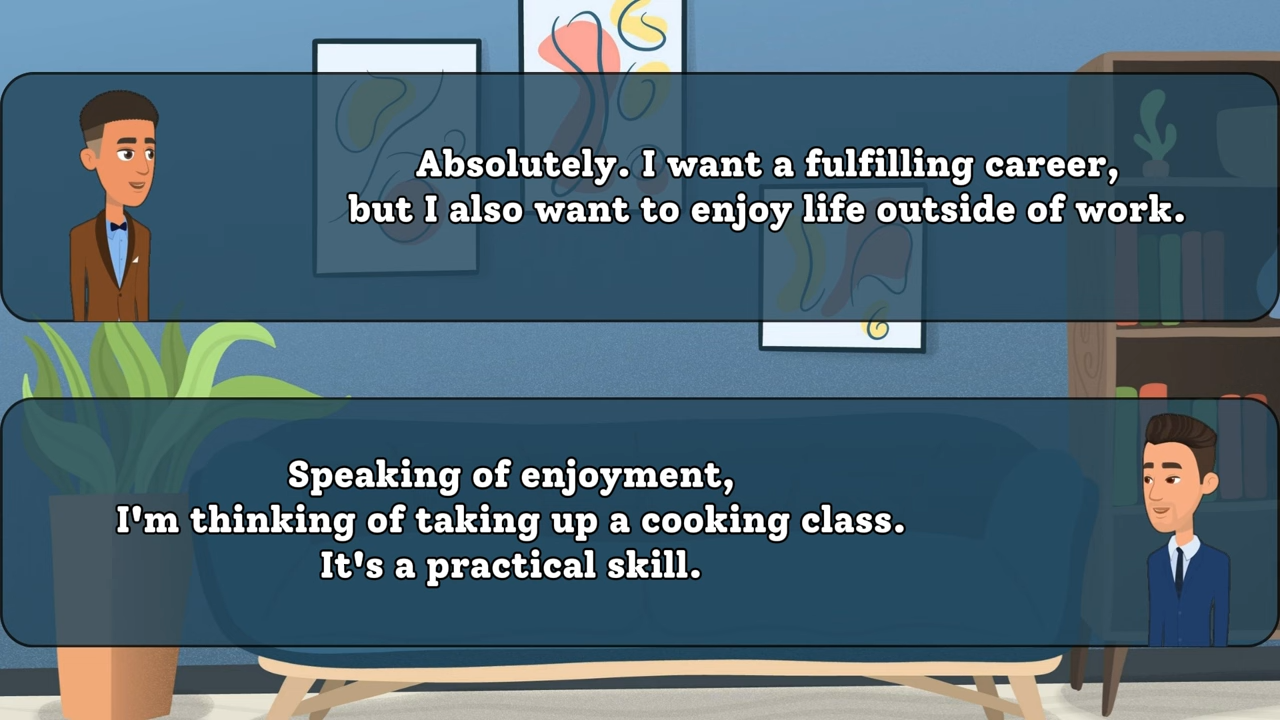 Absolutely. I want a fulfilling career,
but I also want to enjoy life outside of work.
Speaking of enjoyment,
I'm thinking of taking up a cooking class.
It's a practical skill.